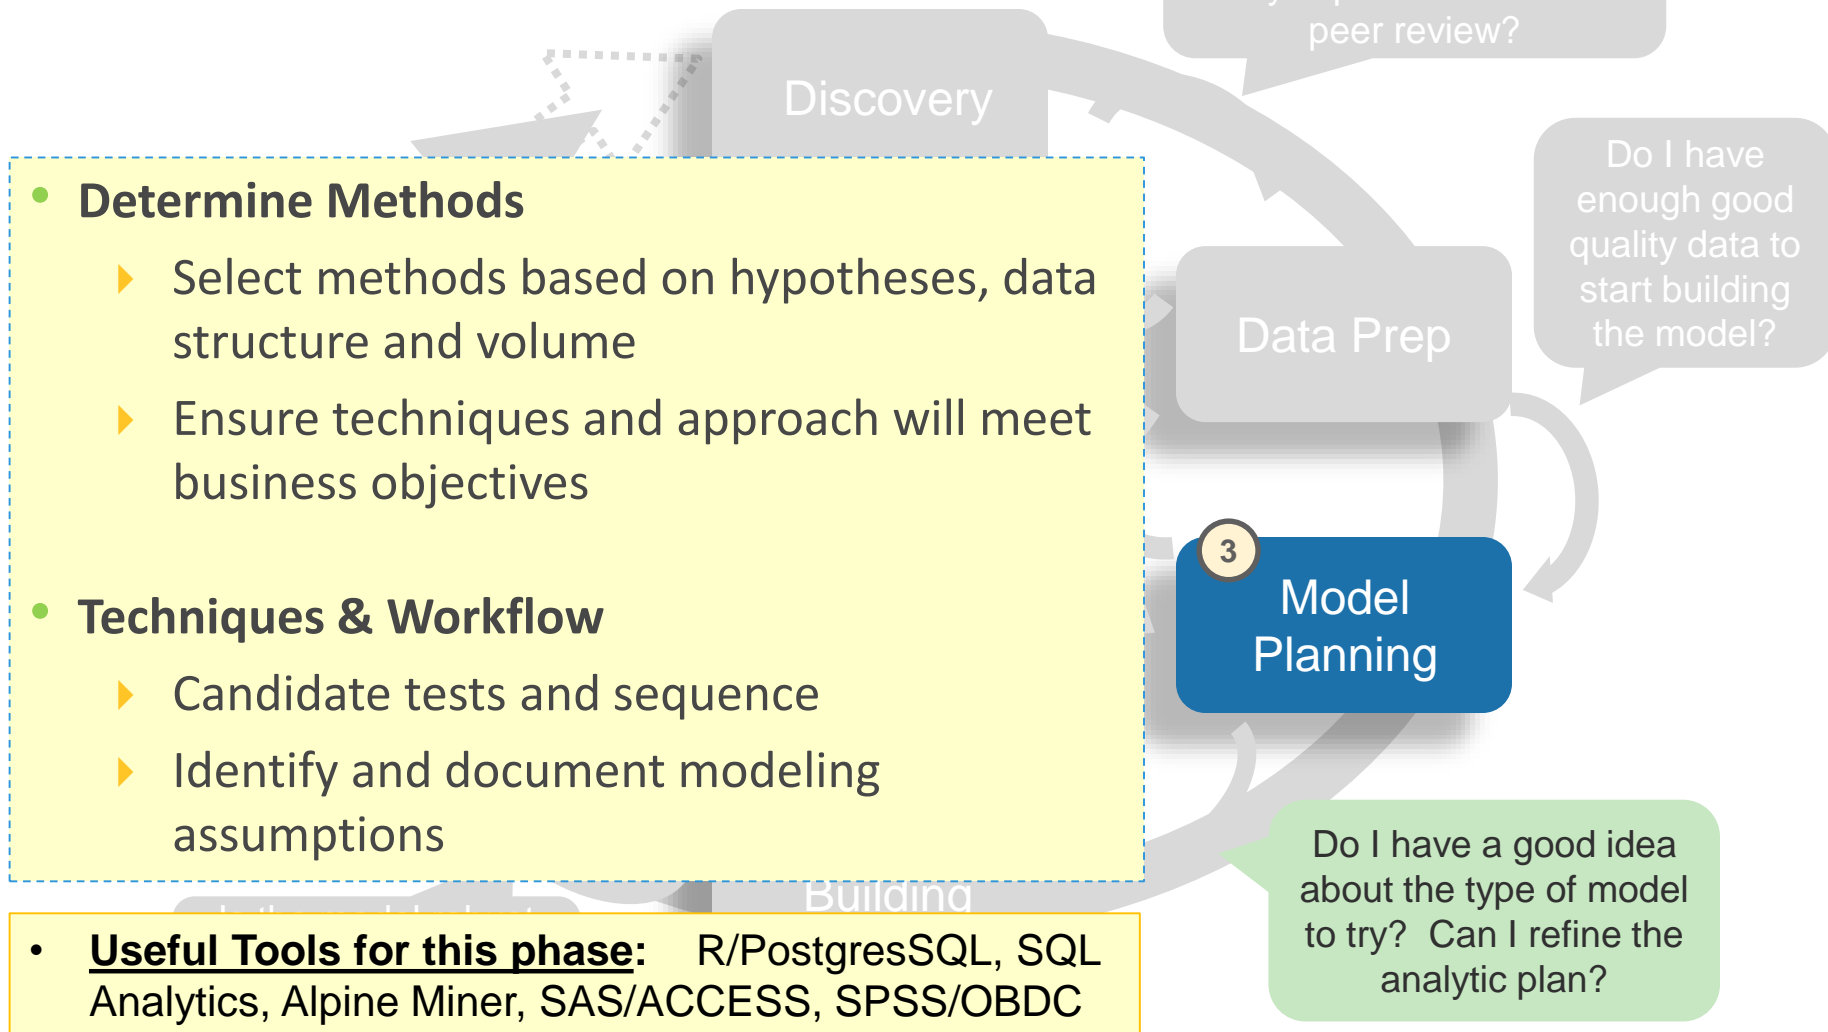 peer review?
Discovery
Do I have
enough good
quality data to
start building
the model?
Data Prep
• Determine Methods
Select methods based on hypotheses, data
structure and volume
Ensure techniques and approach will meet
business objectives
• Techniques & Workflow
Candidate tests and sequence
Identify and document modeling
assumptions
3
Model
Planning
Building
Do I have a good idea
about the type of model
to try? Can I refine the
analytic plan?
• Useful Tools for this phase: R/PostgresSQL, SQL
Analytics, Alpine Miner, SAS/ACCESS, SPSS/OBDC